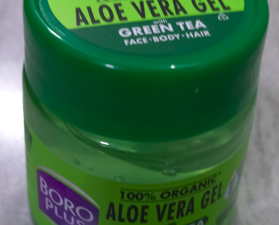 ALOE VERA GEL
with
GREEN TEA
FACE • BODY • HAIR
BORO
PLUS
100% ORGANIC*
ALOE VERA GEL